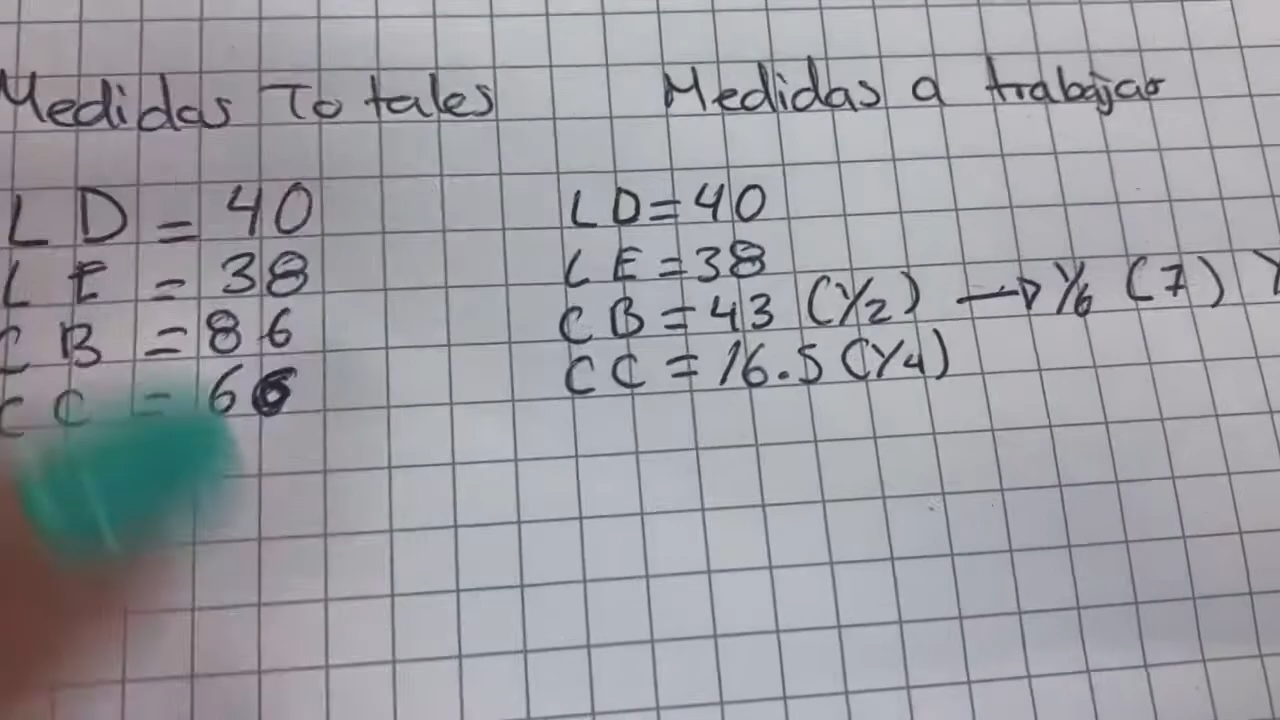 Medidas Totales
LD = 40
LE = 38
CB = 86
CC = 66
Medidas a trabajar
LD = 40
LE = 38
CB = 43 (1/2) → 1/6 (7)
CC = 16.5 (1/4)